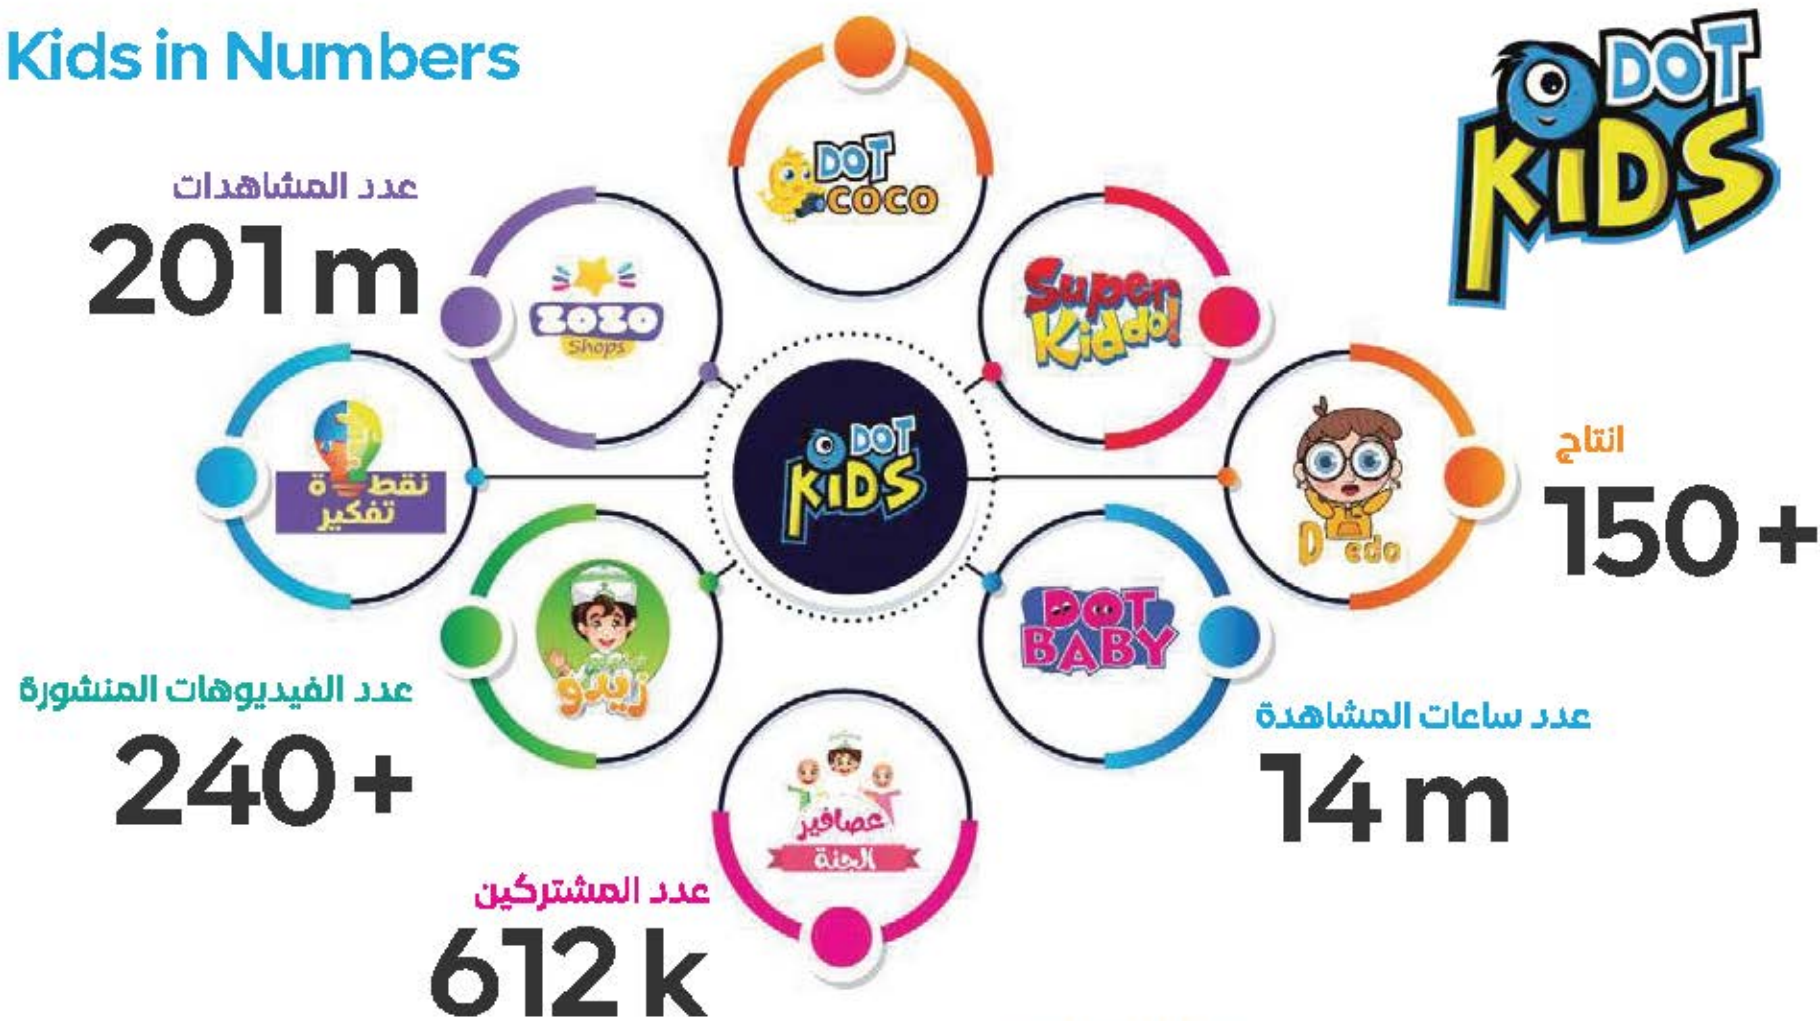 Kids in Numbers
DOT
KIDS
عدد المشاهدات
201 m
DOT
COCO
ZOZO
Shops
Super
Kiddo!
نقطة
تفكير
DOT
KIDS
D edo
انتاج
150 +
زيدو
DOT
BABY
عدد الفيديوهات المنشورة
240 +
عدد ساعات المشاهدة
14 m
عصافير
الجنة
عدد المشتركين
612 k